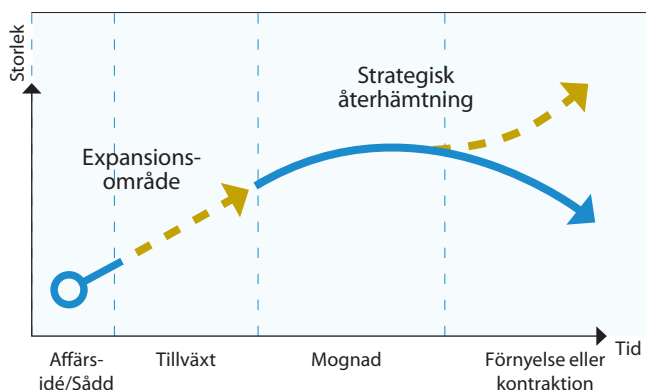 Storlek
Strategisk
återhämtning
Expansions-
område
Tid
Affärs-
idé/Sådd
Tillväxt
Mognad
Förnyelse eller
kontraktion